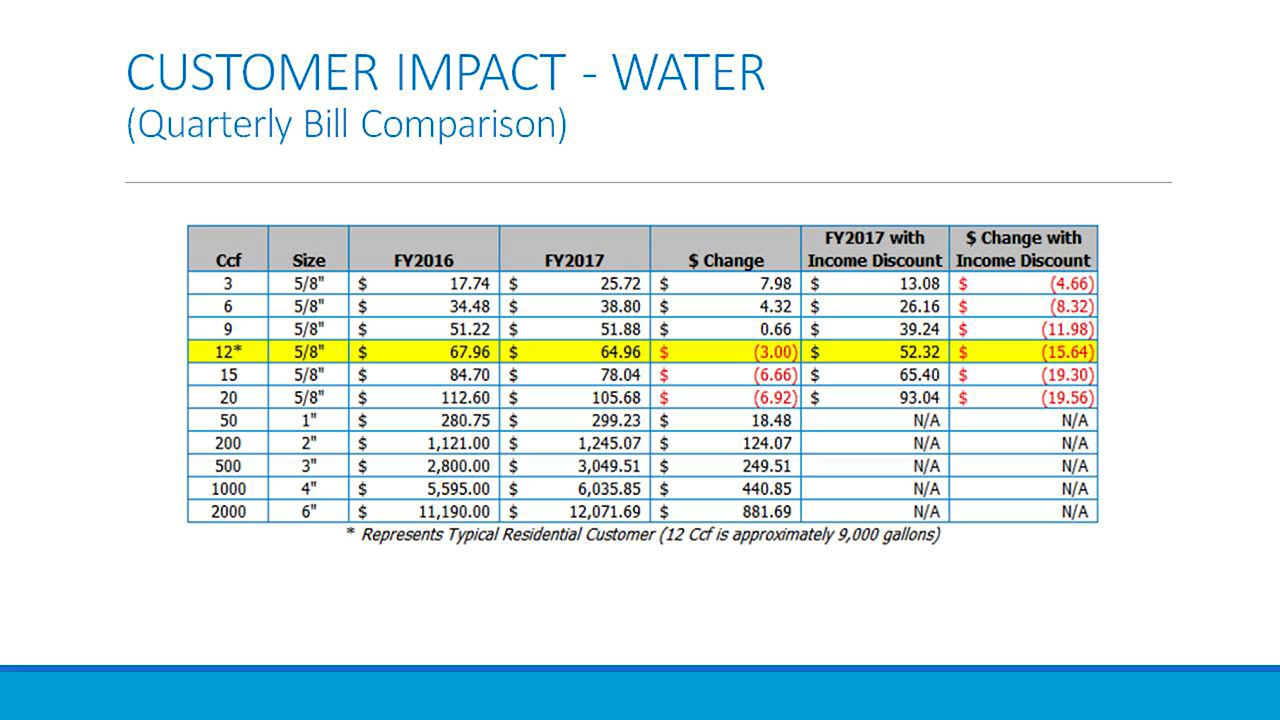 CUSTOMER IMPACT - WATER
(Quarterly Bill Comparison)
Ccf Size FY2016 FY2017 $ Change FY2017 with Income Discount $ Change with Income Discount
3 5/8" $ 17.74 $ 25.72 $ 7.98 $ 13.08 $ (4.66)
6 5/8" $ 34.48 $ 38.80 $ 4.32 $ 26.16 $ (8.32)
9 5/8" $ 51.22 $ 51.88 $ 0.66 $ 39.24 $ (11.98)
12* 5/8" $ 67.96 $ 64.96 $ (3.00) $ 52.32 $ (15.64)
15 5/8" $ 84.70 $ 78.04 $ (6.66) $ 65.40 $ (19.30)
20 5/8" $ 112.60 $ 105.68 $ (6.92) $ 93.04 $ (19.56)
50 1" $ 280.75 $ 299.23 $ 18.48 N/A N/A
200 2" $ 1,121.00 $ 1,245.07 $ 124.07 N/A N/A
500 3" $ 2,800.00 $ 3,049.51 $ 249.51 N/A N/A
1000 4" $ 5,595.00 $ 6,035.85 $ 440.85 N/A N/A
2000 6" $ 11,190.00 $ 12,071.69 $ 881.69 N/A N/A
* Represents Typical Residential Customer (12 Ccf is approximately 9,000 gallons)